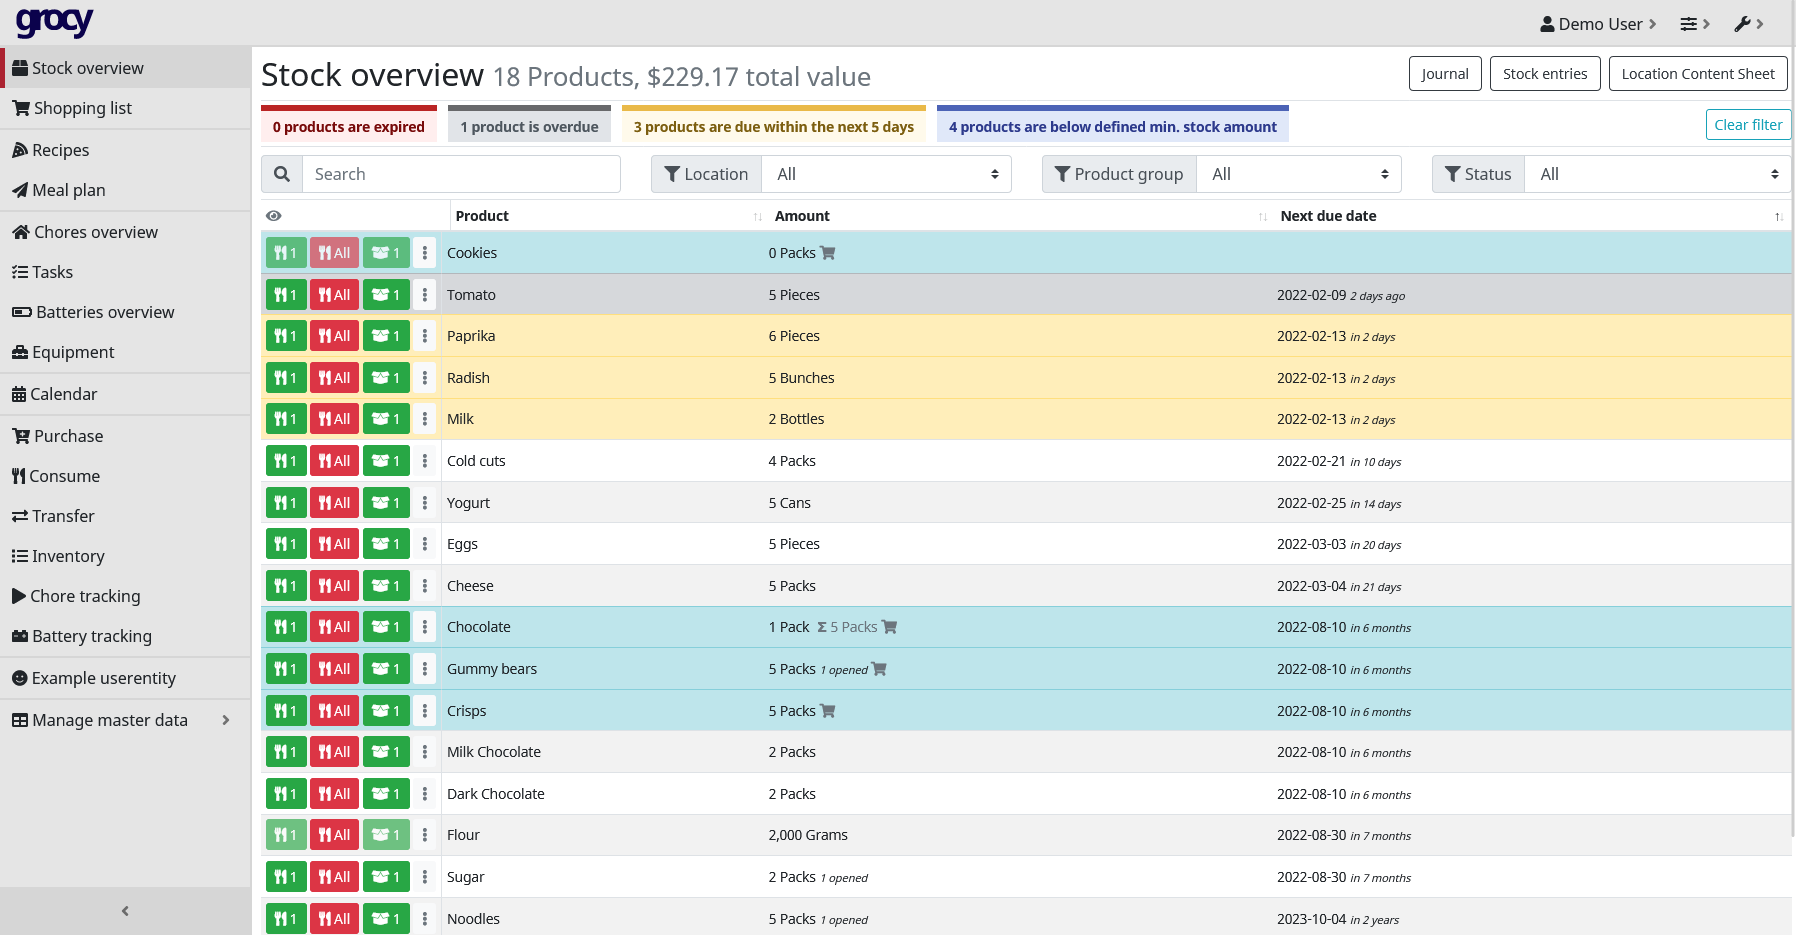 grocy
Demo User
Stock overview
Shopping list
Recipes
Meal plan
Chores overview
Tasks
Batteries overview
Equipment
Calendar
Purchase
Consume
Transfer
Inventory
Chore tracking
Battery tracking
Example userentity
Manage master data
Stock overview 18 Products, $229.17 total value
Journal
Stock entries
Location Content Sheet
0 products are expired
1 product is overdue
3 products are due within the next 5 days
4 products are below defined min. stock amount
Clear filter
Search
Location All
Product group All
Status All
Product Amount Next due date
1 All 1 Cookies 0 Packs
1 All 1 Tomato 5 Pieces 2022-02-09 2 days ago
1 All 1 Paprika 6 Pieces 2022-02-13 in 2 days
1 All 1 Radish 5 Bunches 2022-02-13 in 2 days
1 All 1 Milk 2 Bottles 2022-02-13 in 2 days
1 All 1 Cold cuts 4 Packs 2022-02-21 in 10 days
1 All 1 Yogurt 5 Cans 2022-02-25 in 14 days
1 All 1 Eggs 5 Pieces 2022-03-03 in 20 days
1 All 1 Cheese 5 Packs 2022-03-04 in 21 days
1 All 1 Chocolate 1 Pack Σ 5 Packs 2022-08-10 in 6 months
1 All 1 Gummy bears 5 Packs 1 opened 2022-08-10 in 6 months
1 All 1 Crisps 5 Packs 2022-08-10 in 6 months
1 All 1 Milk Chocolate 2 Packs 2022-08-10 in 6 months
1 All 1 Dark Chocolate 2 Packs 2022-08-10 in 6 months
1 All 1 Flour 2,000 Grams 2022-08-30 in 7 months
1 All 1 Sugar 2 Packs 1 opened 2022-08-30 in 7 months
1 All 1 Noodles 5 Packs 1 opened 2023-10-04 in 2 years